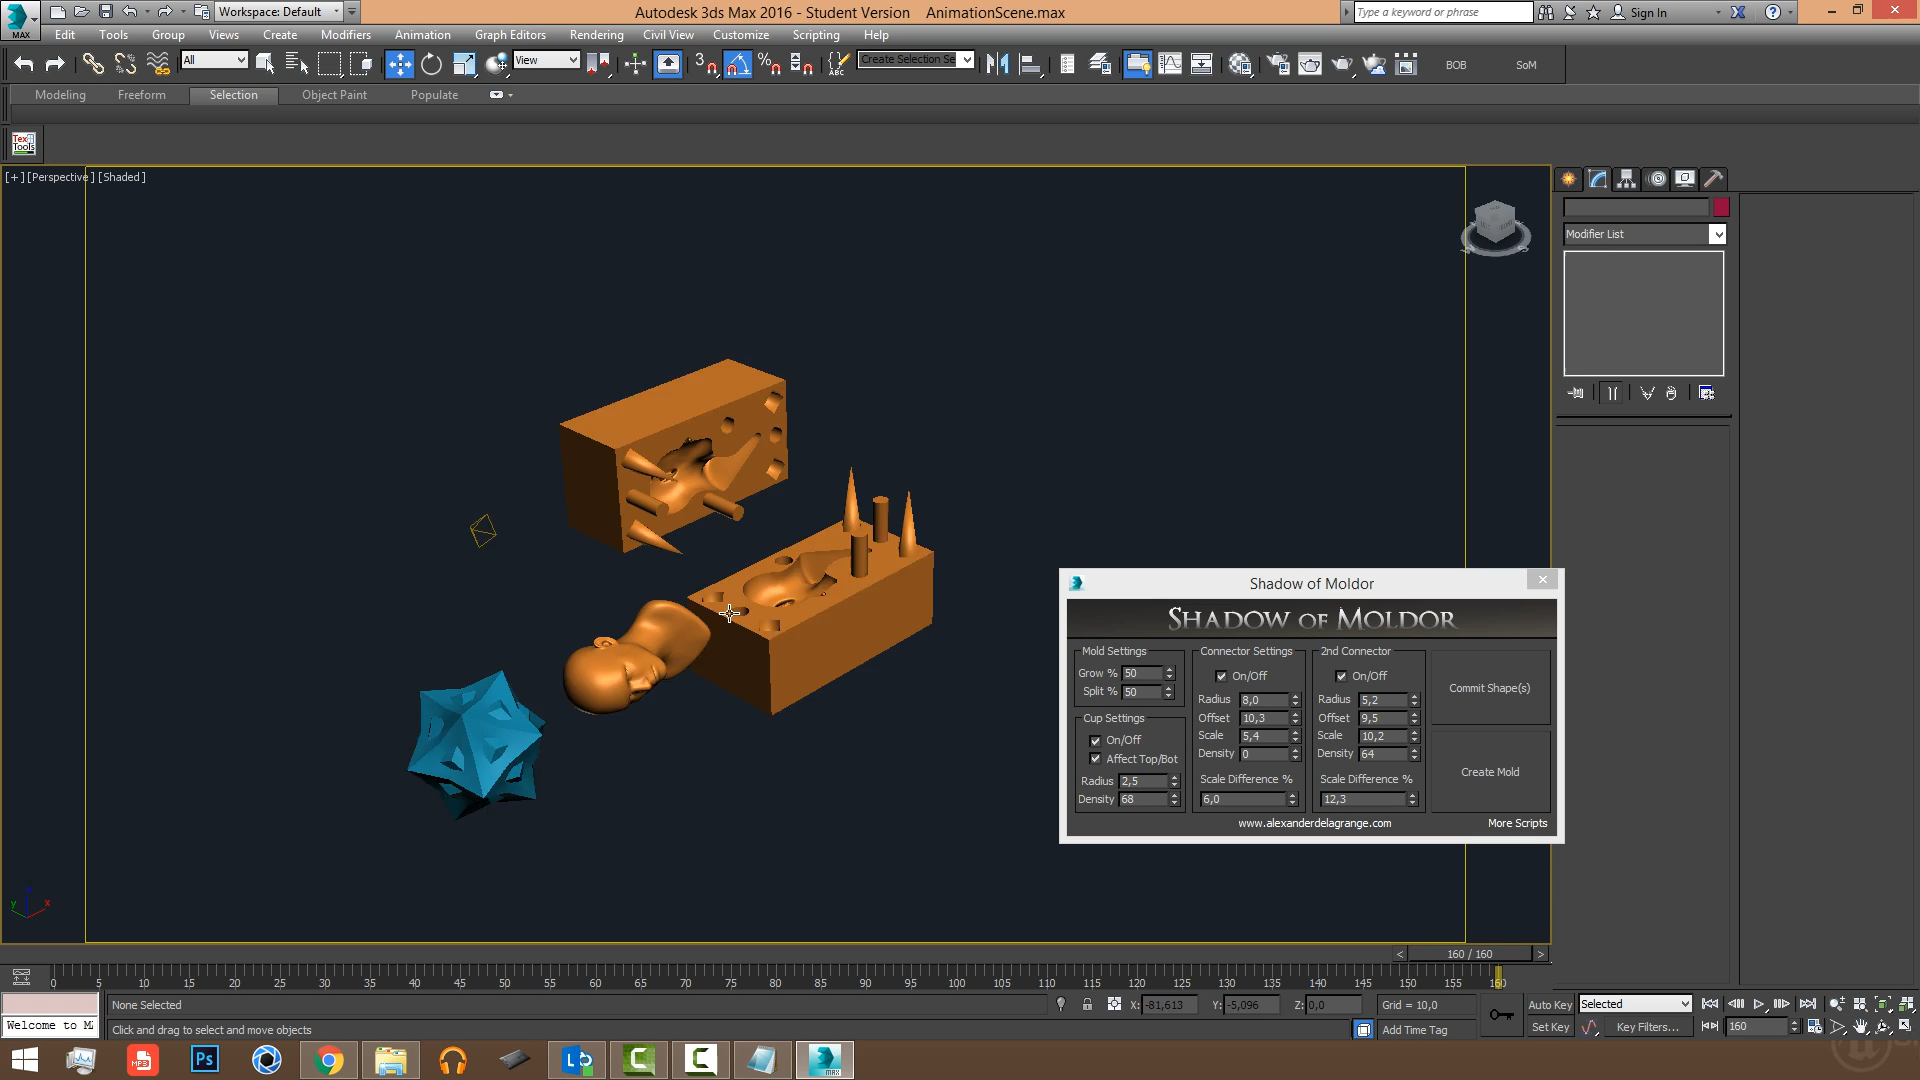 Workspace: Default
Autodesk 3ds Max 2016 - Student Version    AnimationScene.max
Type a keyword or phrase
Sign In
MAX
Edit  Tools  Group  Views  Create  Modifiers  Animation  Graph Editors  Rendering  Civil View  Customize  Scripting  Help
All
View
3
%
ABC
Create Selection Se
BOB
SoM
Modeling  Freeform  Selection  Object Paint  Populate
Tex
Tools
[+] [Perspective] [Shaded]
Modifier List
Shadow of Moldor
SHADOW OF MOLDOR
Mold Settings
Grow % 50
Split % 50
Cup Settings
On/Off
Affect Top/Bot
Radius 2,5
Density 68
Connector Settings
On/Off
Radius 8,0
Offset 10,3
Scale 5,4
Density 0
Scale Difference %
6,0
2nd Connector
On/Off
Radius 5,2
Offset 9,5
Scale 10,2
Density 64
Scale Difference %
12,3
Commit Shape(s)
Create Mold
www.alexanderdelagrange.com
More Scripts
y x
< 160 / 160 >
0 5 10 15 20 25 30 35 40 45 50 55 60 65 70 75 80 85 90 95 100 105 110 115 120 125 130 135 140 145 150 155 160
None Selected
X: -81,613 Y: -5,096 Z: 0,0
Grid = 10,0
Auto Key
Selected
Welcome to M
Click and drag to select and move objects
Add Time Tag
Set Key
Key Filters...
160
MP3
Ps
MAX